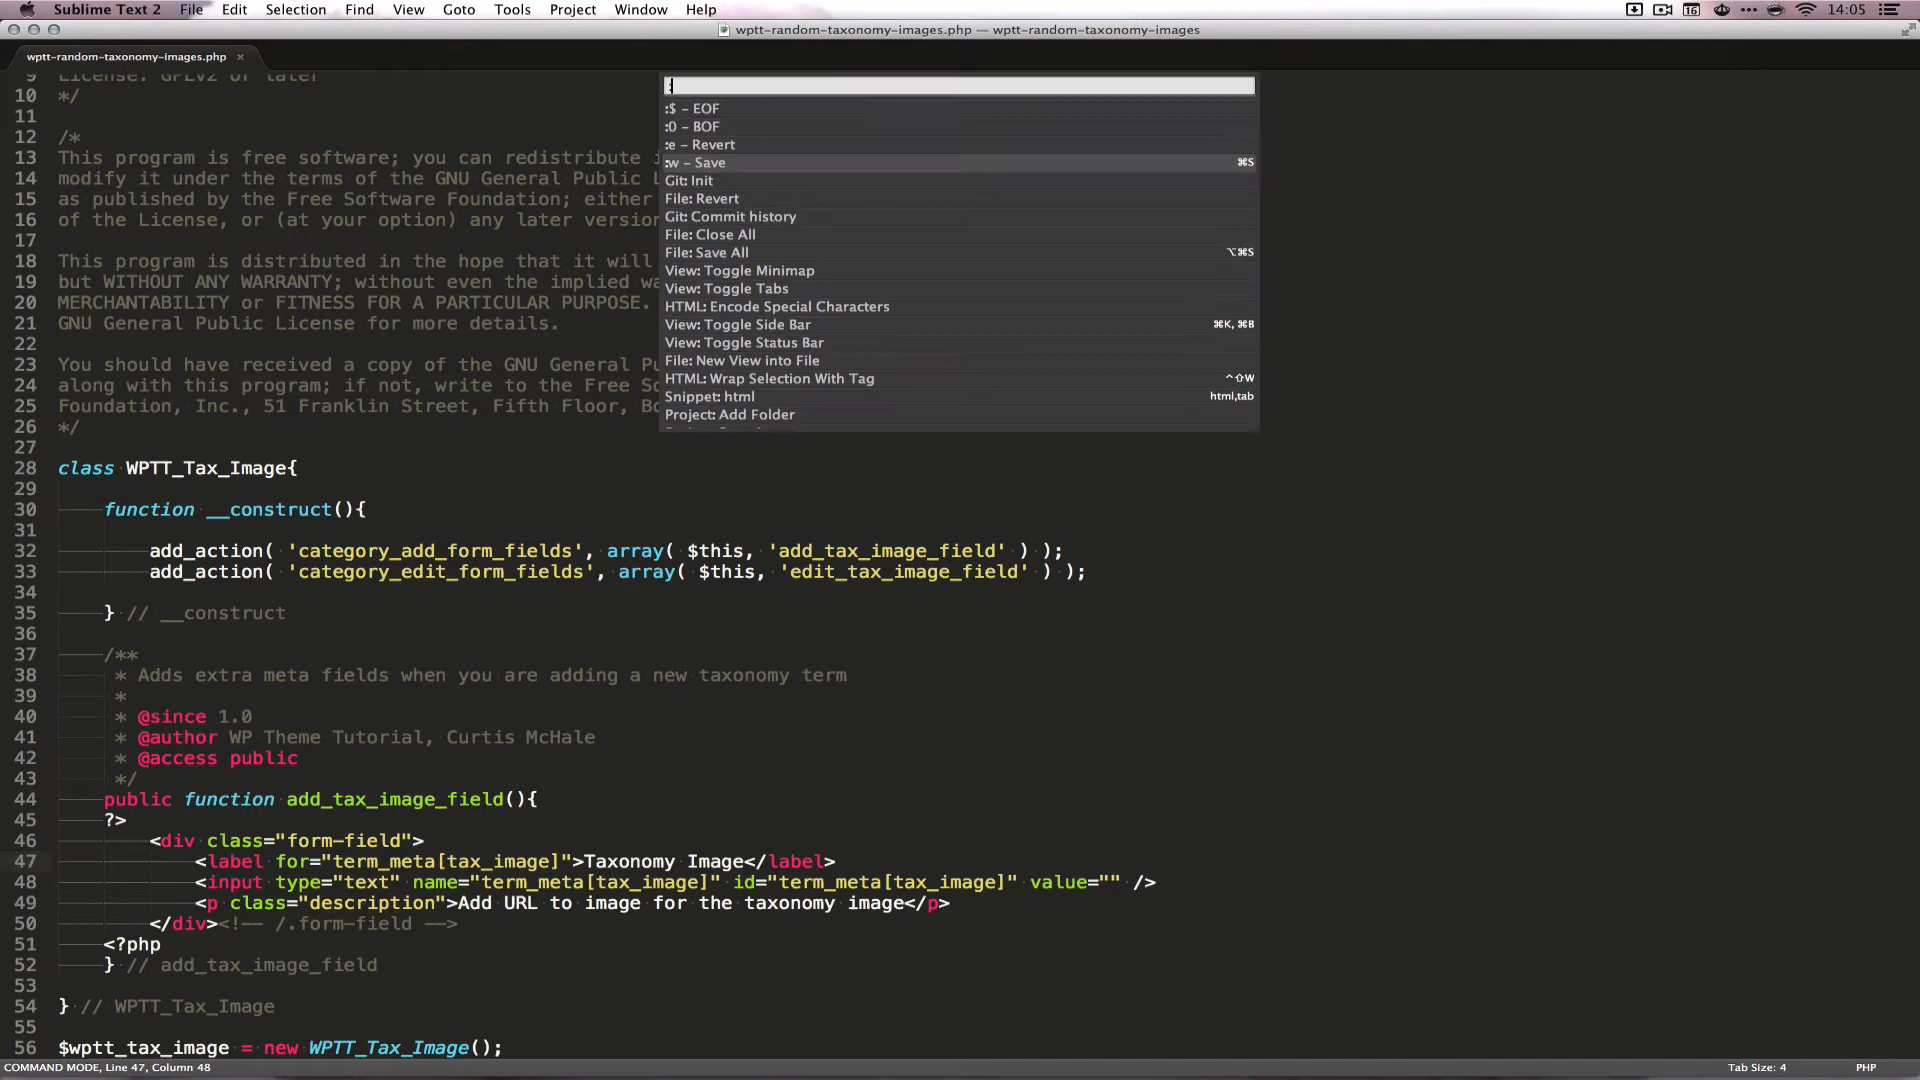 Sublime Text 2 File Edit Selection Find View Goto Tools Project Window Help 16 14:05
wptt-random-taxonomy-images.php — wptt-random-taxonomy-images
wptt-random-taxonomy-images.php ×
:
:$ – EOF
:0 – BOF
:e – Revert
:w – Save ⌘S
Git: Init
File: Revert
Git: Commit history
File: Close All
File: Save All ⌥⌘S
View: Toggle Minimap
View: Toggle Tabs
HTML: Encode Special Characters
View: Toggle Side Bar ⌘K, ⌘B
View: Toggle Status Bar
File: New View into File
HTML: Wrap Selection With Tag ^⇧W
Snippet: html html,tab
Project: Add Folder
9 License: GPLv2 or later
10 */
11
12 /*
13 This program is free software; you can redistribute
14 modify it under the terms of the GNU General Public
15 as published by the Free Software Foundation; either
16 of the License, or (at your option) any later version
17
18 This program is distributed in the hope that it will
19 but WITHOUT ANY WARRANTY; without even the implied
20 MERCHANTABILITY or FITNESS FOR A PARTICULAR PURPOSE.
21 GNU General Public License for more details.
22
23 You should have received a copy of the GNU General
24 along with this program; if not, write to the Free
25 Foundation, Inc., 51 Franklin Street, Fifth Floor,
26 */
27
28 class WPTT_Tax_Image{
29
30 function __construct(){
31
32 add_action( 'category_add_form_fields', array( $this, 'add_tax_image_field' ) );
33 add_action( 'category_edit_form_fields', array( $this, 'edit_tax_image_field' ) );
34
35 } // __construct
36
37 /**
38 * Adds extra meta fields when you are adding a new taxonomy term
39 *
40 * @since 1.0
41 * @author WP Theme Tutorial, Curtis McHale
42 * @access public
43 */
44 public function add_tax_image_field(){
45 ?>
46 <div class="form-field">
47 <label for="term_meta[tax_image]">Taxonomy Image</label>
48 <input type="text" name="term_meta[tax_image]" id="term_meta[tax_image]" value="" />
49 <p class="description">Add URL to image for the taxonomy image</p>
50 </div><!-- /.form-field -->
51 <?php
52 } // add_tax_image_field
53
54 } // WPTT_Tax_Image
55
56 $wptt_tax_image = new WPTT_Tax_Image();
COMMAND MODE, Line 47, Column 48 Tab Size: 4 PHP